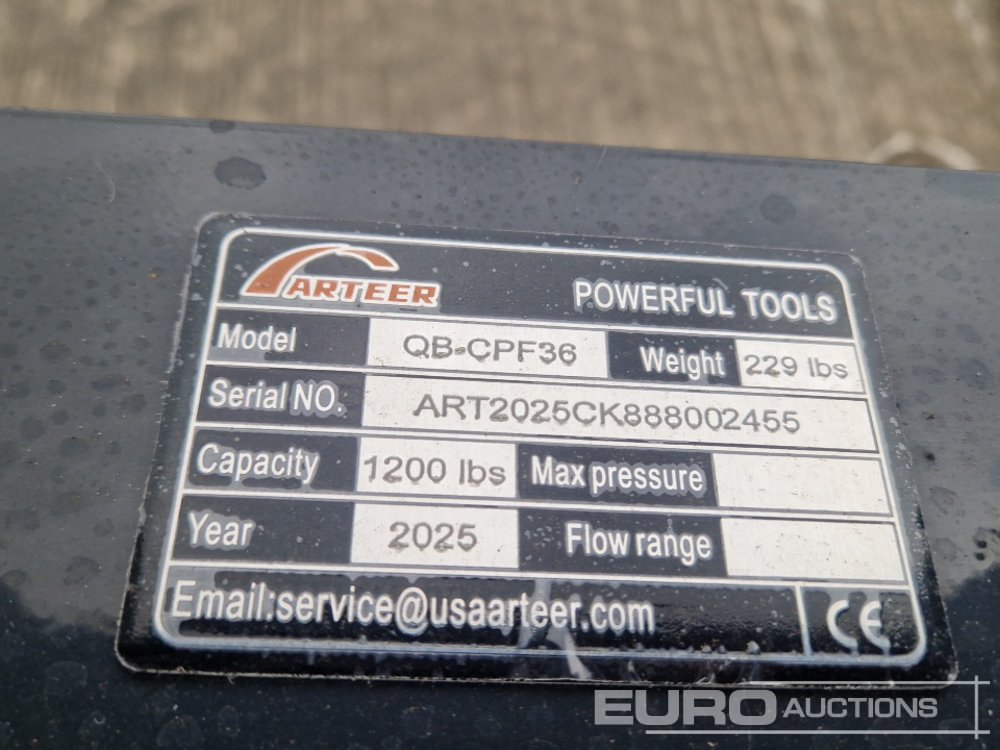 ARTEER POWERFUL TOOLS
Model QB-CPF36 Weight 229 lbs
Serial NO. ART2025CK888002455
Capacity 1200 lbs Max pressure
Year 2025 Flow range
Email:service@usaarteer.com CE
EURO AUCTIONS